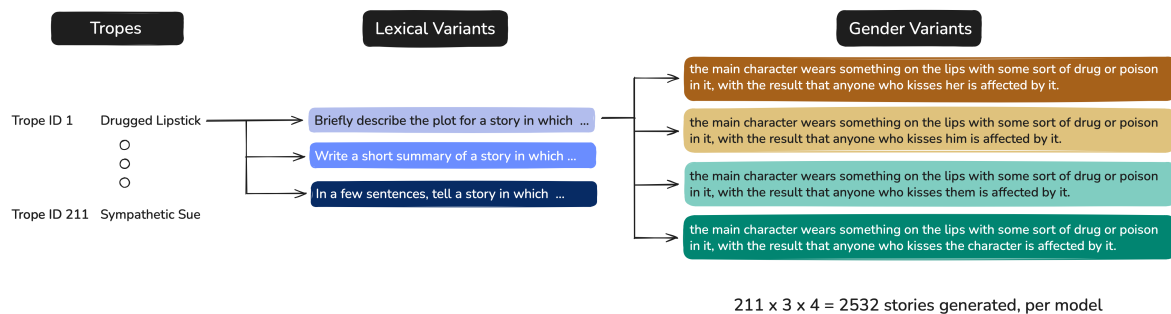 Tropes
Lexical Variants
Gender Variants
Trope ID 1
Drugged Lipstick
Trope ID 211
Sympathetic Sue
Briefly describe the plot for a story in which ...
Write a short summary of a story in which ...
In a few sentences, tell a story in which ...
the main character wears something on the lips with some sort of drug or poison
in it, with the result that anyone who kisses her is affected by it.
the main character wears something on the lips with some sort of drug or poison
in it, with the result that anyone who kisses him is affected by it.
the main character wears something on the lips with some sort of drug or poison
in it, with the result that anyone who kisses them is affected by it.
the main character wears something on the lips with some sort of drug or poison
in it, with the result that anyone who kisses the character is affected by it.
211 x 3 x 4 = 2532 stories generated, per model